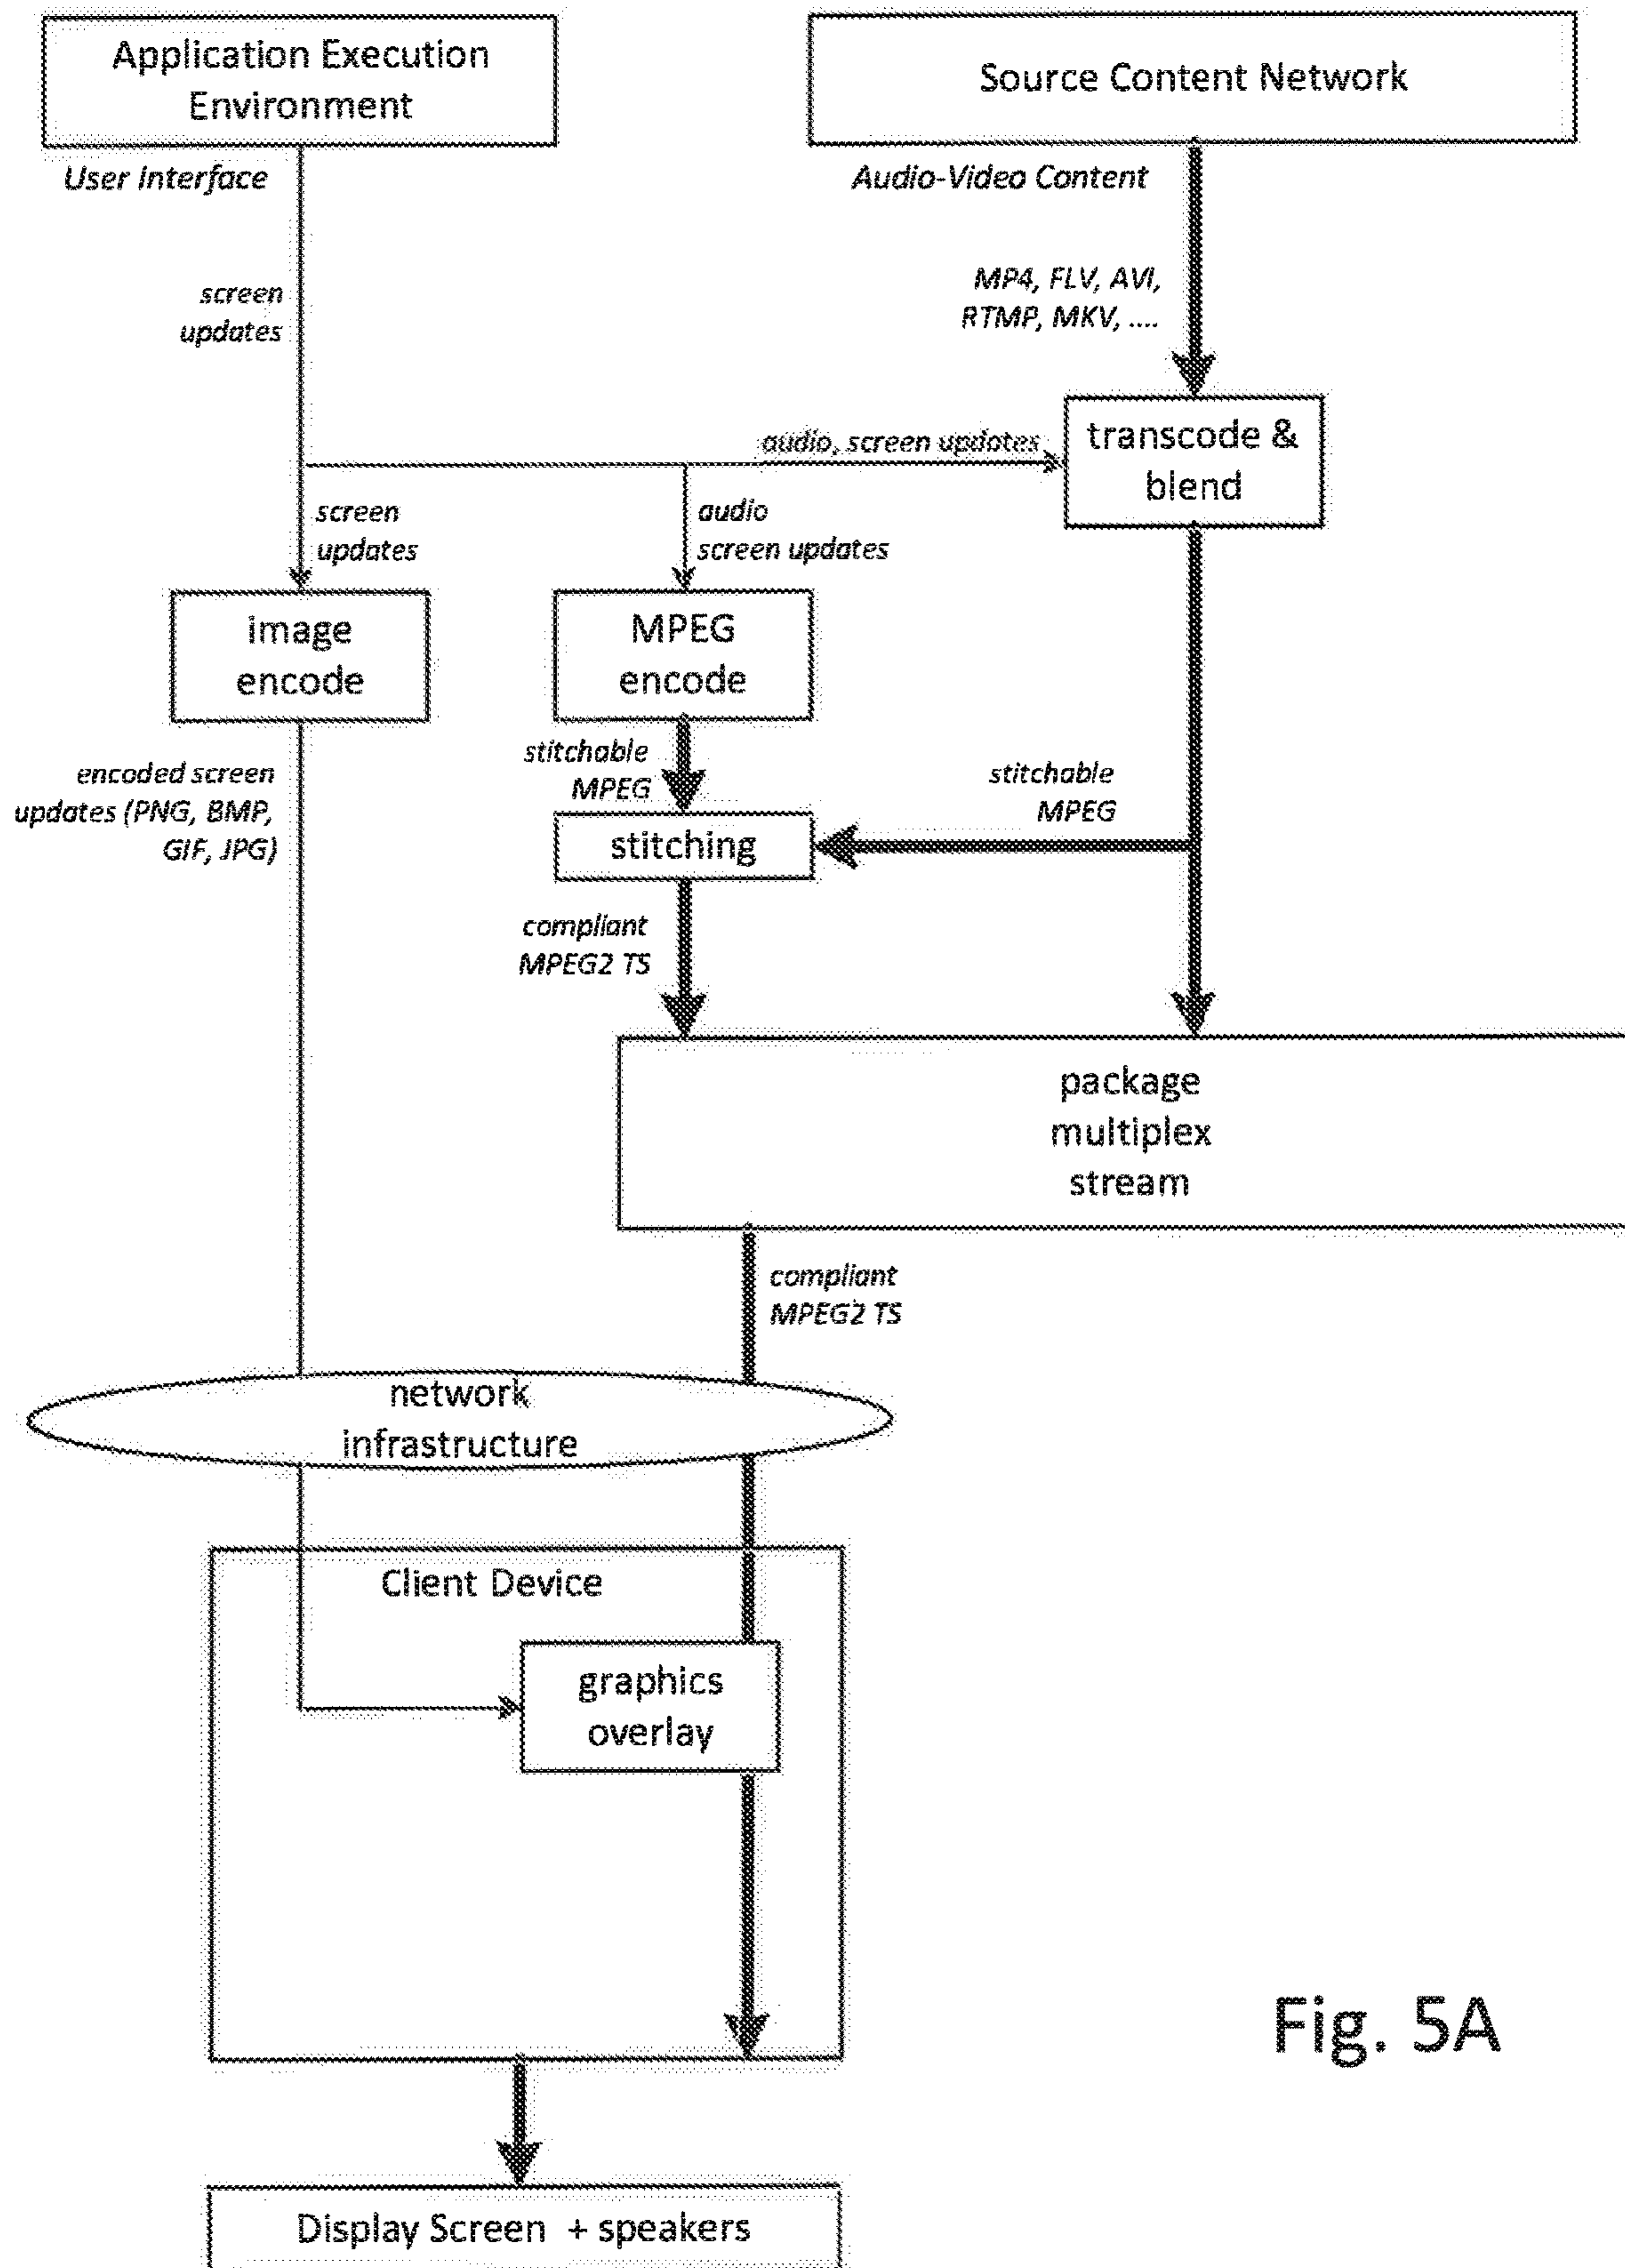 Application Execution
Environment
Source Content Network
User Interface
Audio-Video Content
screen
updates
MP4, FLV, AVI,
RTMP, MKV, ....
audio, screen updates
transcode &
blend
screen
updates
audio
screen updates
image
encode
MPEG
encode
encoded screen
updates (PNG, BMP,
GIF, JPG)
stitchable
MPEG
stitchable
MPEG
stitching
compliant
MPEG2 TS
package
multiplex
stream
compliant
MPEG2 TS
network
infrastructure
Client Device
graphics
overlay
Fig. 5A
Display Screen + speakers